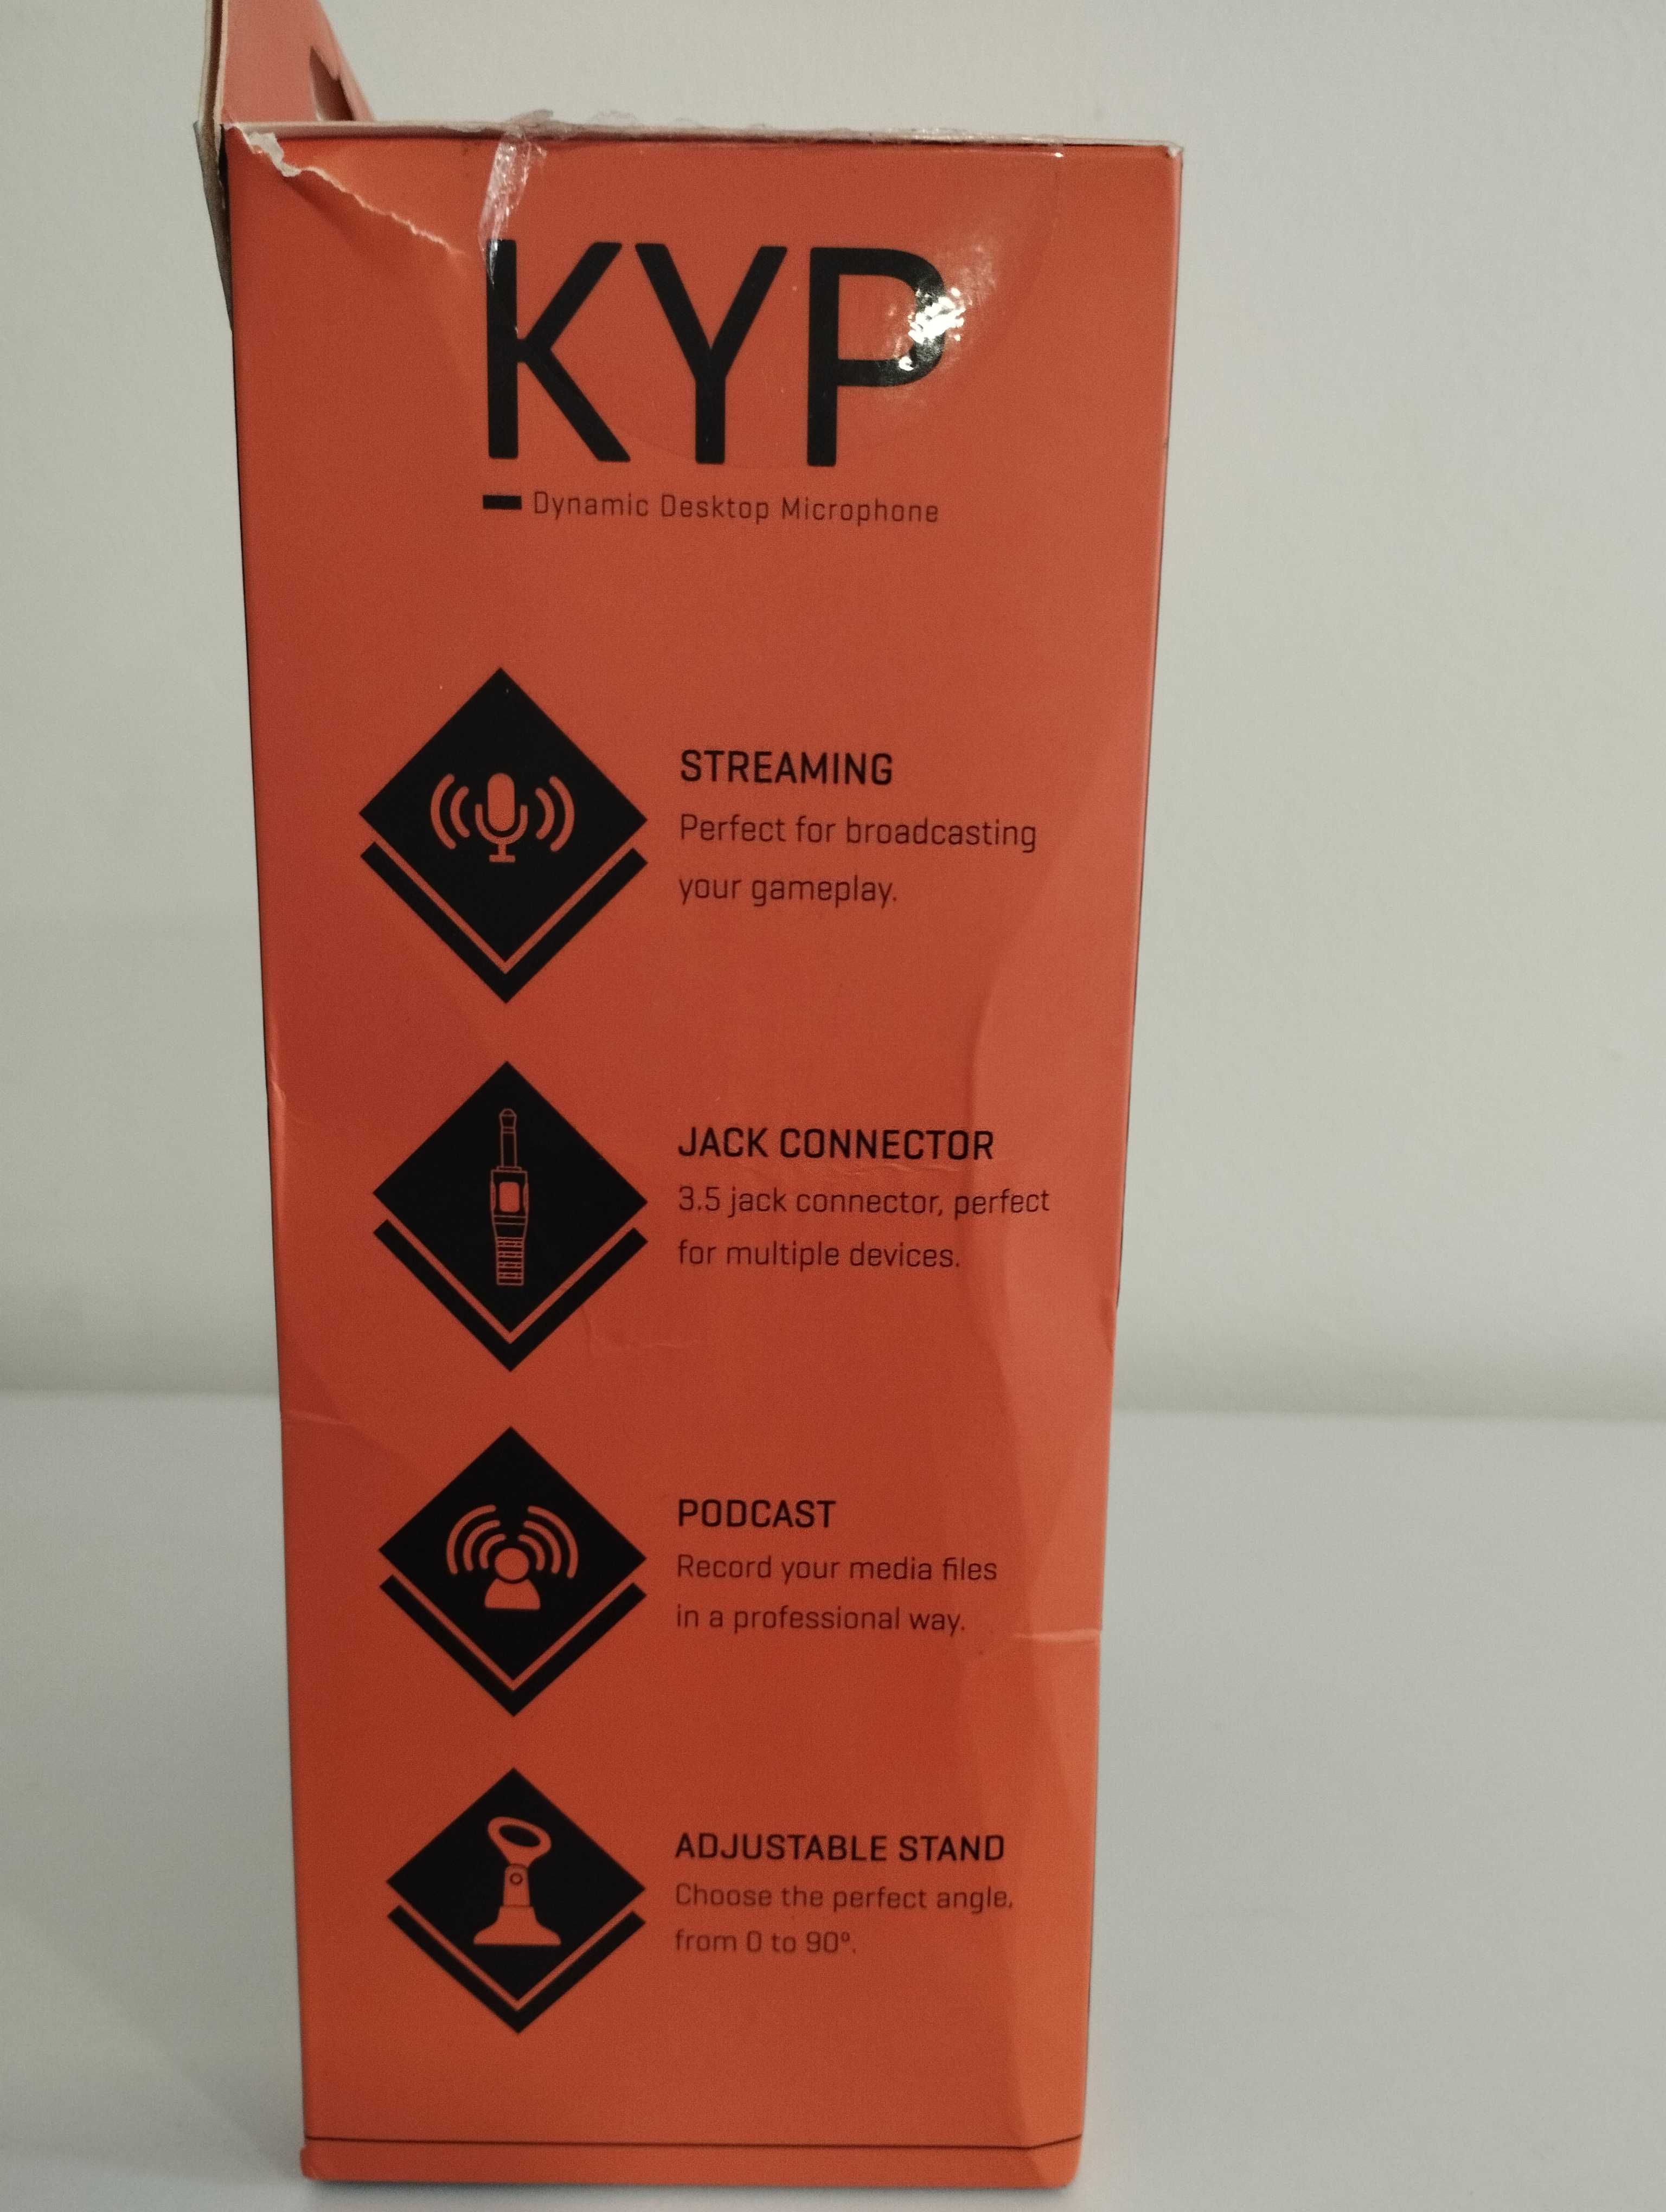 KYP
Dynamic Desktop Microphone
STREAMING
Perfect for broadcasting
your gameplay.
JACK CONNECTOR
3.5 jack connector, perfect
for multiple devices.
PODCAST
Record your media files
in a professional way.
ADJUSTABLE STAND
Choose the perfect angle,
from 0 to 90º.